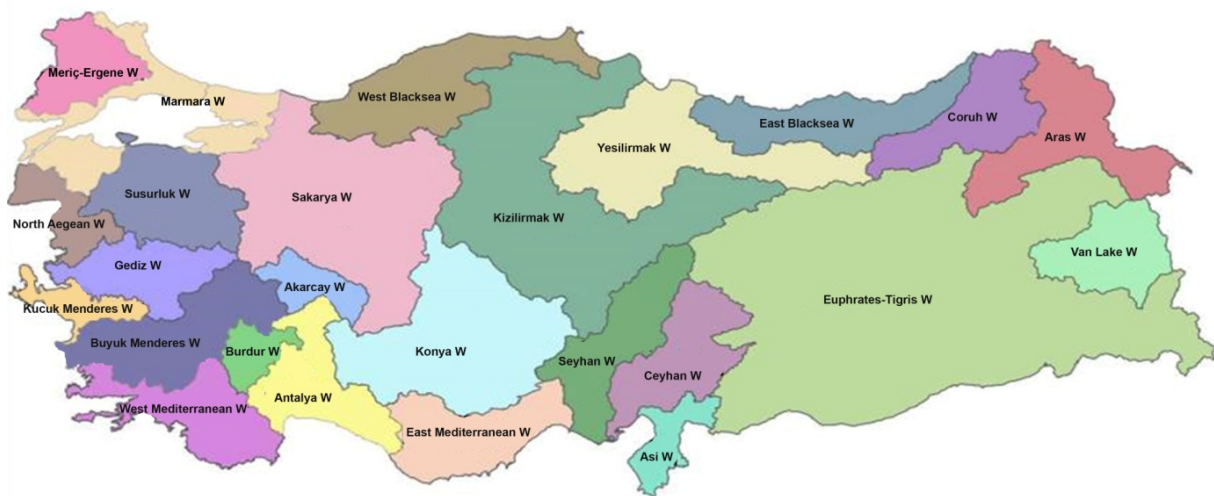 Meriç-Ergene W
Marmara W
West Blacksea W
East Blacksea W
Coruh W
Aras W
Yesilirmak W
Susurluk W
Sakarya W
Kizilirmak W
North Aegean W
Van Lake W
Gediz W
Akarcay W
Euphrates-Tigris W
Kucuk Menderes W
Buyuk Menderes W
Burdur W
Konya W
Seyhan W
Ceyhan W
Antalya W
West Mediterranean W
East Mediterranean W
Asi W